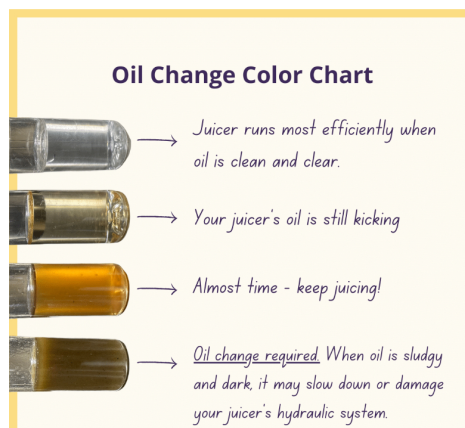 Oil Change Color Chart
Juicer runs most efficiently when
oil is clean and clear.
Your juicer's oil is still kicking
Almost time - keep juicing!
Oil change required. When oil is sludgy
and dark, it may slow down or damage
your juicer's hydraulic system.